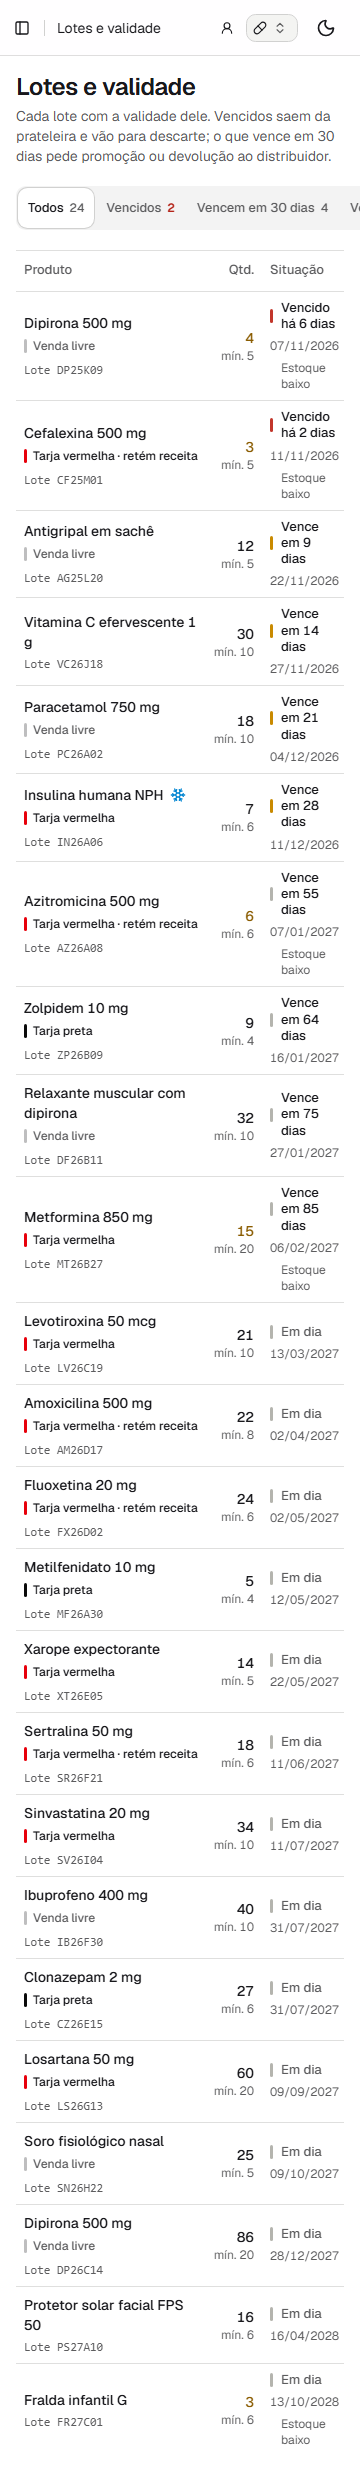 Lotes e validade
Lotes e validade
Cada lote com a validade dele. Vencidos saem da
prateleira e vão para descarte; o que vence em 30
dias pede promoção ou devolução ao distribuidor.
Todos 24 Vencidos 2 Vencem em 30 dias 4
Produto Qtd. Situação
Dipirona 500 mg
Venda livre
Lote DP25K09
4
mín. 5
Vencido
há 6 dias
07/11/2026
Estoque
baixo
Cefalexina 500 mg
Tarja vermelha · retém receita
Lote CF25M01
3
mín. 5
Vencido
há 2 dias
11/11/2026
Estoque
baixo
Antigripal em sachê
Venda livre
Lote AG25L20
12
mín. 5
Vence
em 9
dias
22/11/2026
Vitamina C efervescente 1
g
Lote VC26J18
30
mín. 10
Vence
em 14
dias
27/11/2026
Paracetamol 750 mg
Venda livre
Lote PC26A02
18
mín. 10
Vence
em 21
dias
04/12/2026
Insulina humana NPH
Tarja vermelha
Lote IN26A06
7
mín. 6
Vence
em 28
dias
11/12/2026
Azitromicina 500 mg
Tarja vermelha · retém receita
Lote AZ26A08
6
mín. 6
Vence
em 55
dias
07/01/2027
Estoque
baixo
Zolpidem 10 mg
Tarja preta
Lote ZP26B09
9
mín. 4
Vence
em 64
dias
16/01/2027
Relaxante muscular com
dipirona
Venda livre
Lote DF26B11
32
mín. 10
Vence
em 75
dias
27/01/2027
Metformina 850 mg
Tarja vermelha
Lote MT26B27
15
mín. 20
Vence
em 85
dias
06/02/2027
Estoque
baixo
Levotiroxina 50 mcg
Tarja vermelha
Lote LV26C19
21
mín. 10
Em dia
13/03/2027
Amoxicilina 500 mg
Tarja vermelha · retém receita
Lote AM26D17
22
mín. 8
Em dia
02/04/2027
Fluoxetina 20 mg
Tarja vermelha · retém receita
Lote FX26D02
24
mín. 6
Em dia
02/05/2027
Metilfenidato 10 mg
Tarja preta
Lote MF26A30
5
mín. 4
Em dia
12/05/2027
Xarope expectorante
Tarja vermelha
Lote XT26E05
14
mín. 5
Em dia
22/05/2027
Sertralina 50 mg
Tarja vermelha · retém receita
Lote SR26F21
18
mín. 6
Em dia
11/06/2027
Sinvastatina 20 mg
Tarja vermelha
Lote SV26I04
34
mín. 10
Em dia
11/07/2027
Ibuprofeno 400 mg
Venda livre
Lote IB26F30
40
mín. 10
Em dia
31/07/2027
Clonazepam 2 mg
Tarja preta
Lote CZ26E15
27
mín. 6
Em dia
31/07/2027
Losartana 50 mg
Tarja vermelha
Lote LS26G13
60
mín. 20
Em dia
09/09/2027
Soro fisiológico nasal
Venda livre
Lote SN26H22
25
mín. 5
Em dia
09/10/2027
Dipirona 500 mg
Venda livre
Lote DP26C14
86
mín. 20
Em dia
28/12/2027
Protetor solar facial FPS
50
Lote PS27A10
16
mín. 6
Em dia
16/04/2028
Fralda infantil G
Lote FR27C01
3
mín. 6
Em dia
13/10/2028
Estoque
baixo